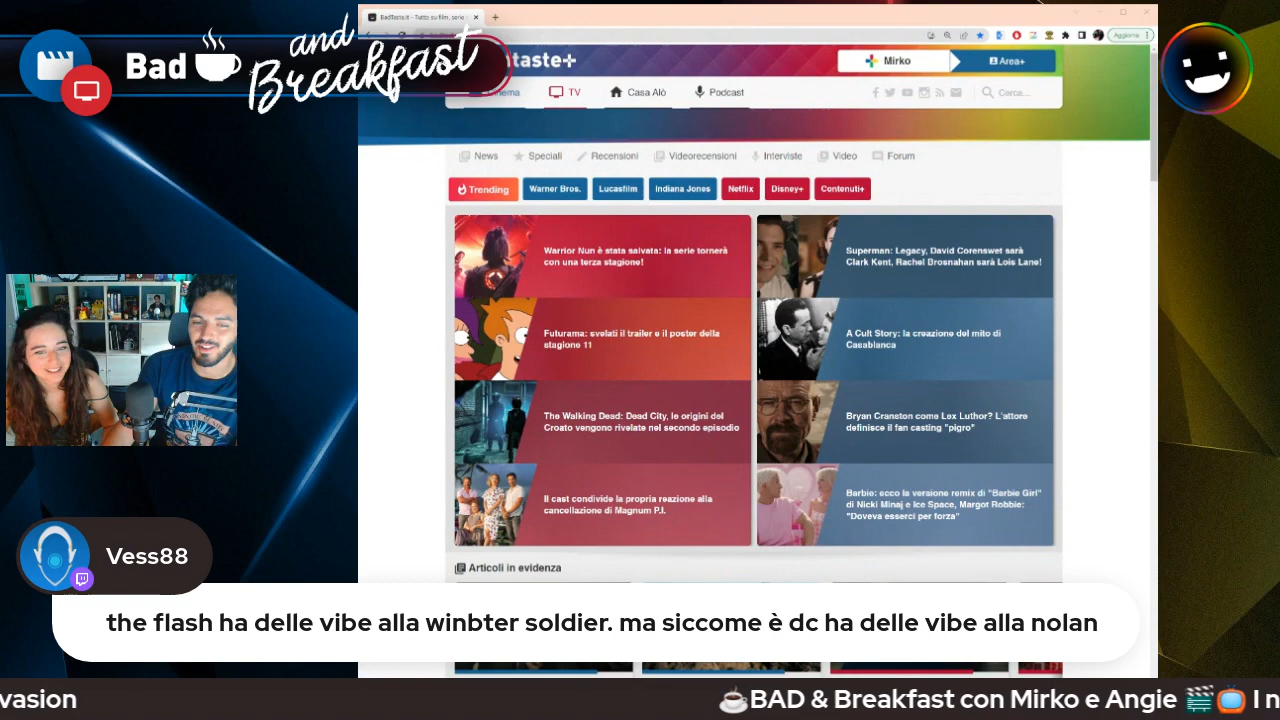 Bad and Breakfast
BadTaste.it - Tutto su film, serie
Aggiorna
taste+
Mirko
Area+
TV
Casa Alò
Podcast
Cerca...
News
Speciali
Recensioni
Videorecensioni
Interviste
Video
Forum
Trending
Warner Bros.
Lucasfilm
Indiana Jones
Netflix
Disney+
Contenuti+
Warrior Nun è stata salvata: la serie tornerà
con una terza stagione!
Superman: Legacy, David Corenswet sarà
Clark Kent, Rachel Brosnahan sarà Lois Lane!
Futurama: svelati il trailer e il poster della
stagione 11
A Cult Story: la creazione del mito di
Casablanca
The Walking Dead: Dead City, le origini del
Croato vengono rivelate nel secondo episodio
Bryan Cranston come Lex Luthor? L'attore
definisce il fan casting "pigro"
Il cast condivide la propria reazione alla
cancellazione di Magnum P.I.
Barbie: ecco la versione remix di "Barbie Girl"
di Nicki Minaj e Ice Space, Margot Robbie:
"Doveva esserci per forza"
Articoli in evidenza
Vess88
the flash ha delle vibe alla winbter soldier. ma siccome è dc ha delle vibe alla nolan
vasion
☕BAD & Breakfast con Mirko e Angie 🎬📺 I n